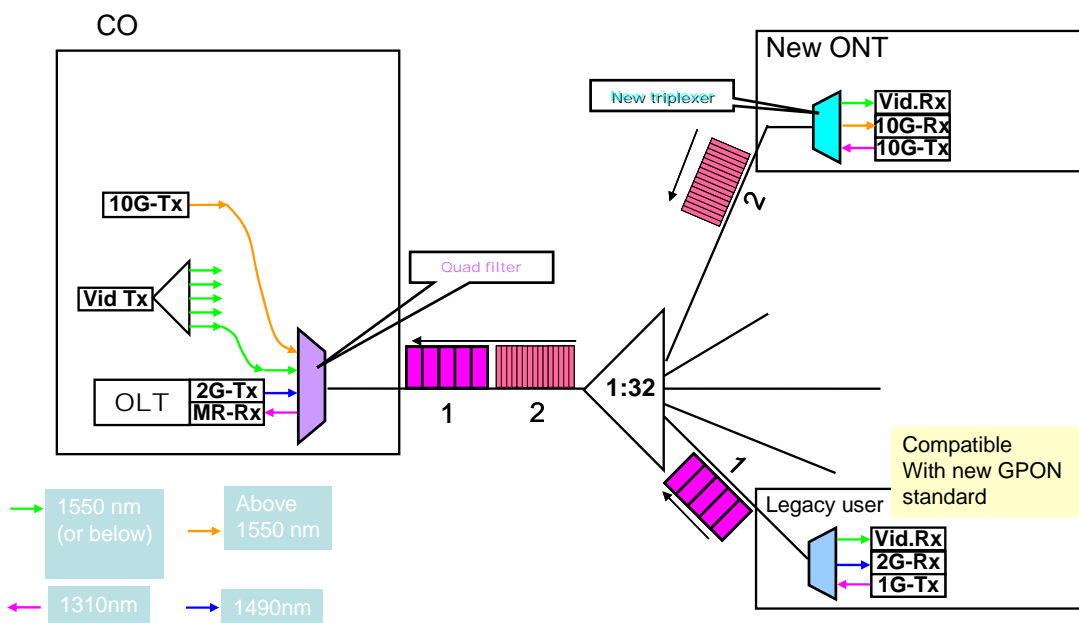 CO
New ONT
New triplexer
Vid.Rx
10G-Rx
10G-Tx
2
10G-Tx
Quad filter
Vid Tx
OLT
2G-Tx
MR-Rx
1
2
1:32
1
Compatible
With new GPON
standard
Legacy user
Vid.Rx
2G-Rx
1G-Tx
1550 nm
(or below)
Above
1550 nm
1310nm
1490nm